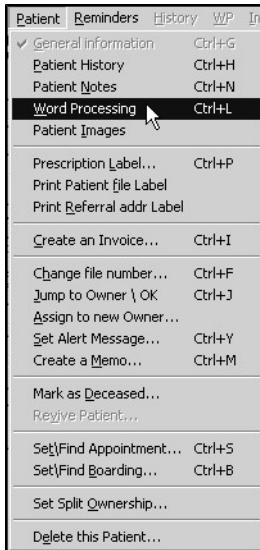 Patient Reminders History WP In
✓ General information Ctrl+G
Patient History Ctrl+H
Patient Notes Ctrl+N
Word Processing Ctrl+L
Patient Images
Prescription Label... Ctrl+P
Print Patient file Label
Print Referral addr Label
Create an Invoice... Ctrl+I
Change file number... Ctrl+F
Jump to Owner \ OK Ctrl+J
Assign to new Owner...
Set Alert Message... Ctrl+Y
Create a Memo... Ctrl+M
Mark as Deceased...
Revive Patient...
Set\Find Appointment... Ctrl+S
Set\Find Boarding... Ctrl+B
Set Split Ownership...
Delete this Patient...